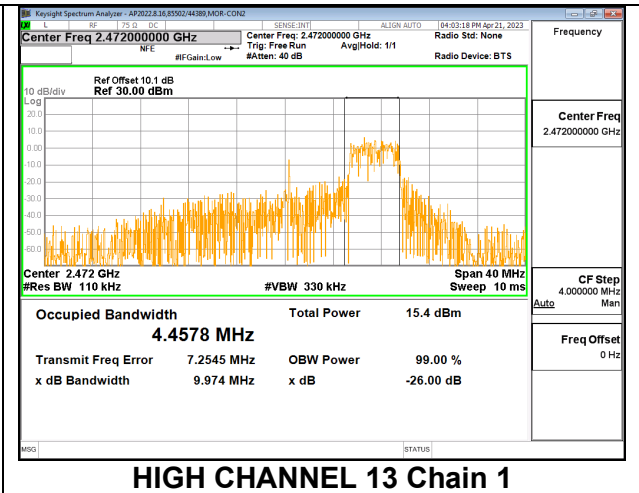 Keysight Spectrum Analyzer - AP2022.8.16,85502/44389,MOR-CON2
L RF 75 Ω DC SENSE:INT ALIGN AUTO 04:03:18 PM Apr 21, 2023
Center Freq 2.472000000 GHz
NFE
#IFGain:Low
Center Freq: 2.472000000 GHz
Trig: Free Run Avg|Hold: 1/1
#Atten: 40 dB
Radio Std: None
Radio Device: BTS
Ref Offset 10.1 dB
10 dB/div Ref 30.00 dBm
Log
20.0
10.0
0.00
-10.0
-20.0
-30.0
-40.0
-50.0
-60.0
Center 2.472 GHz Span 40 MHz
#Res BW 110 kHz #VBW 330 kHz Sweep 10 ms
Occupied Bandwidth Total Power 15.4 dBm
4.4578 MHz
Transmit Freq Error 7.2545 MHz OBW Power 99.00 %
x dB Bandwidth 9.974 MHz x dB -26.00 dB
MSG STATUS
Frequency
Center Freq
2.472000000 GHz
CF Step
4.000000 MHz
Auto Man
Freq Offset
0 Hz
HIGH CHANNEL 13 Chain 1